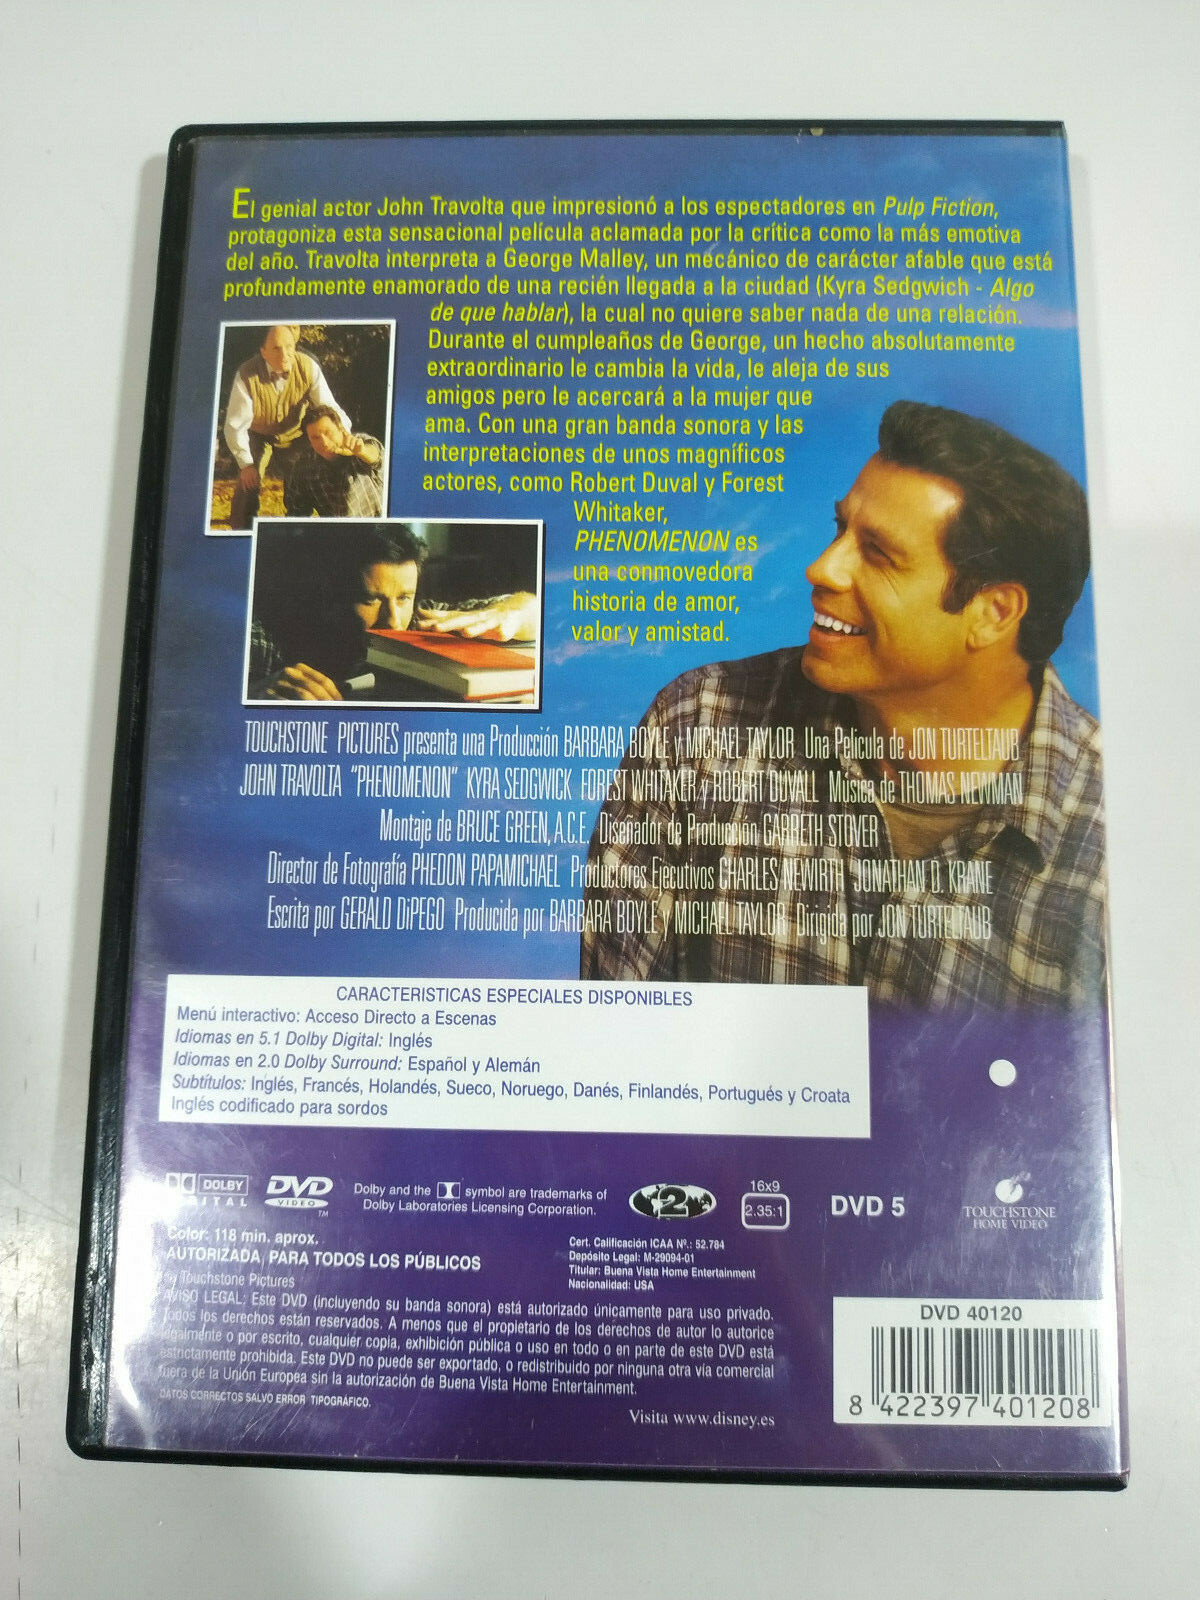 El genial actor John Travolta que impresionó a los espectadores en Pulp Fiction,
protagoniza esta sensacional película aclamada por la crítica como la más emotiva
del año. Travolta interpreta a George Malley, un mecánico de carácter afable que está
profundamente enamorado de una recién llegada a la ciudad (Kyra Sedgwich - Algo
de que hablar), la cual no quiere saber nada de una relación.
Durante el cumpleaños de George, un hecho absolutamente
extraordinario le cambia la vida, le aleja de sus
amigos pero le acercará a la mujer que
ama. Con una gran banda sonora y las
interpretaciones de unos magníficos
actores, como Robert Duval y Forest
Whitaker,
PHENOMENON es
una conmovedora
historia de amor,
valor y amistad.
TOUCHSTONE PICTURES presenta una Producción BARBARA BOYLE y MICHAEL TAYLOR Una Película de JON TURTELTAUB
JOHN TRAVOLTA "PHENOMENON" KYRA SEDGWICK FOREST WHITAKER y ROBERT DUVALL Música de THOMAS NEWMAN
Montaje de BRUCE GREEN, A.C.E. Diseñador de Producción GARRETH STOVER
Director de Fotografía PHEDON PAPAMICHAEL Productores Ejecutivos CHARLES NEWIRTH JONATHAN D. KRANE
Escrita por GERALD DiPEGO Producida por BARBARA BOYLE y MICHAEL TAYLOR Dirigida por JON TURTELTAUB
CARACTERISTICAS ESPECIALES DISPONIBLES
Menú interactivo: Acceso Directo a Escenas
Idiomas en 5.1 Dolby Digital: Inglés
Idiomas en 2.0 Dolby Surround: Español y Alemán
Subtítulos: Inglés, Francés, Holandés, Sueco, Noruego, Danés, Finlandés, Portugués y Croata
Inglés codificado para sordos
DOLBY
DIGITAL
DVD
VIDEO
TM
Dolby and the symbol are trademarks of
Dolby Laboratories Licensing Corporation.
2
16x9
2.35:1
DVD 5
TOUCHSTONE
HOME VIDEO
Color: 118 min. aprox.
AUTORIZADA PARA TODOS LOS PÚBLICOS
Touchstone Pictures
Cert. Calificación ICAA Nº.: 52.784
Depósito Legal: M-29094-01
Titular: Buena Vista Home Entertainment
Nacionalidad: USA
AVISO LEGAL: Este DVD (incluyendo su banda sonora) está autorizado únicamente para uso privado.
Todos los derechos están reservados. A menos que el propietario de los derechos de autor lo autorice
legalmente o por escrito, cualquier copia, exhibición pública o uso en todo o en parte de este DVD está
estrictamente prohibida. Este DVD no puede ser exportado, o redistribuido por ninguna otra vía comercial
fuera de la Unión Europea sin la autorización de Buena Vista Home Entertainment.
DATOS CORRECTOS SALVO ERROR TIPOGRÁFICO.
Visita www.disney.es
DVD 40120
8 422397 401208